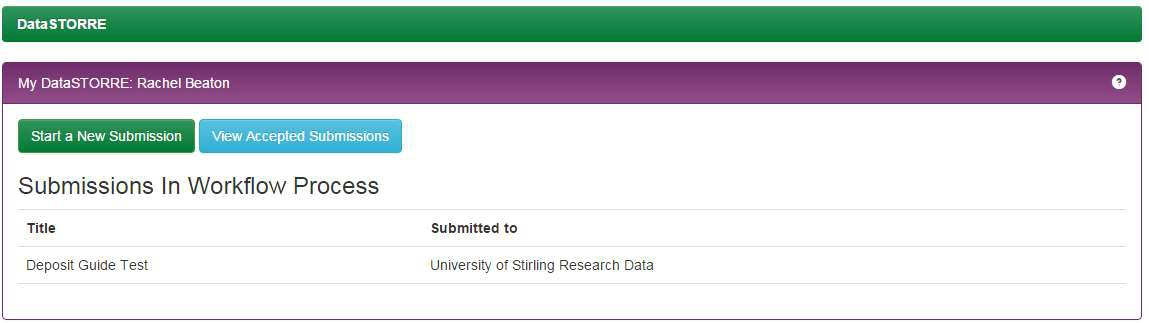 DataSTORRE
My DataSTORRE: Rachel Beaton ?
Start a New Submission View Accepted Submissions
Submissions In Workflow Process
Title Submitted to
Deposit Guide Test University of Stirling Research Data